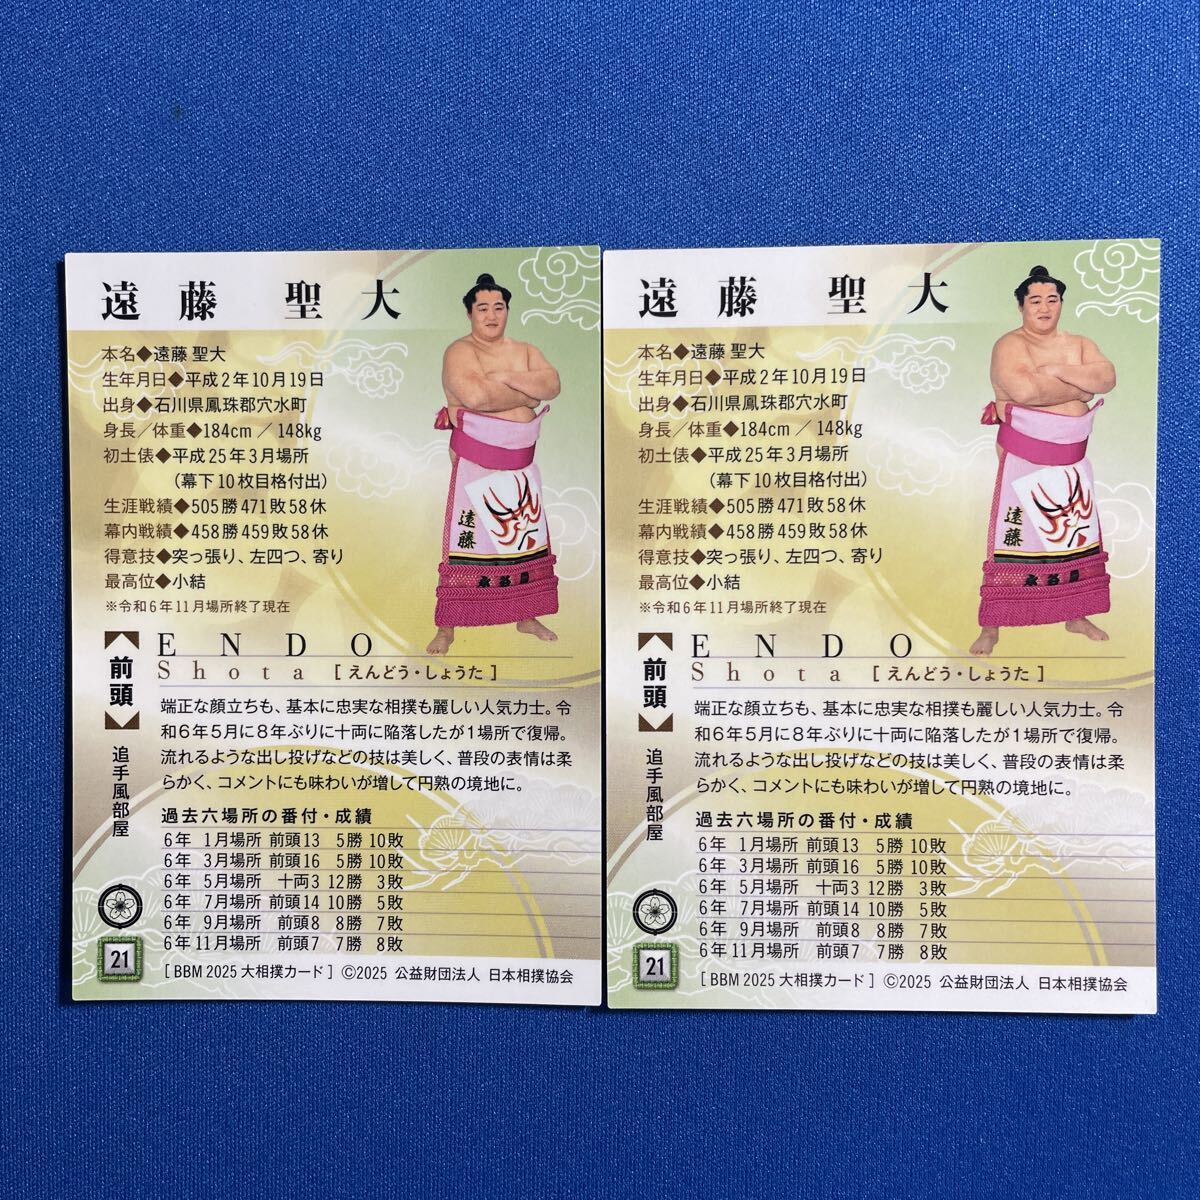 遠藤 聖大
本名◆遠藤 聖大
生年月日◆平成2年10月19日
出身◆石川県鳳珠郡穴水町
身長／体重◆184cm ／ 148kg
初土俵◆平成25年3月場所
（幕下10枚目格付出）
生涯戦績◆505勝471敗58休
幕内戦績◆458勝459敗58休
得意技◆突っ張り、左四つ、寄り
最高位◆小結
※令和6年11月場所終了現在
遠藤
ENDO
Shota [えんどう・しょうた]
前頭
追手風部屋
端正な顔立ちも、基本に忠実な相撲も麗しい人気力士。令
和6年5月に8年ぶりに十両に陥落したが1場所で復帰。
流れるような出し投げなどの技は美しく、普段の表情は柔
らかく、コメントにも味わいが増して円熟の境地に。
過去六場所の番付・成績
6年 1月場所 前頭13 5勝 10敗
6年 3月場所 前頭16 5勝 10敗
6年 5月場所 十両3 12勝 3敗
6年 7月場所 前頭14 10勝 5敗
6年 9月場所 前頭8 8勝 7敗
6年 11月場所 前頭7 7勝 8敗
21
[BBM 2025 大相撲カード] ©2025 公益財団法人 日本相撲協会
遠藤 聖大
本名◆遠藤 聖大
生年月日◆平成2年10月19日
出身◆石川県鳳珠郡穴水町
身長／体重◆184cm ／ 148kg
初土俵◆平成25年3月場所
（幕下10枚目格付出）
生涯戦績◆505勝471敗58休
幕内戦績◆458勝459敗58休
得意技◆突っ張り、左四つ、寄り
最高位◆小結
※令和6年11月場所終了現在
遠藤
ENDO
Shota [えんどう・しょうた]
前頭
追手風部屋
端正な顔立ちも、基本に忠実な相撲も麗しい人気力士。令
和6年5月に8年ぶりに十両に陥落したが1場所で復帰。
流れるような出し投げなどの技は美しく、普段の表情は柔
らかく、コメントにも味わいが増して円熟の境地に。
過去六場所の番付・成績
6年 1月場所 前頭13 5勝 10敗
6年 3月場所 前頭16 5勝 10敗
6年 5月場所 十両3 12勝 3敗
6年 7月場所 前頭14 10勝 5敗
6年 9月場所 前頭8 8勝 7敗
6年 11月場所 前頭7 7勝 8敗
21
[BBM 2025 大相撲カード] ©2025 公益財団法人 日本相撲協会